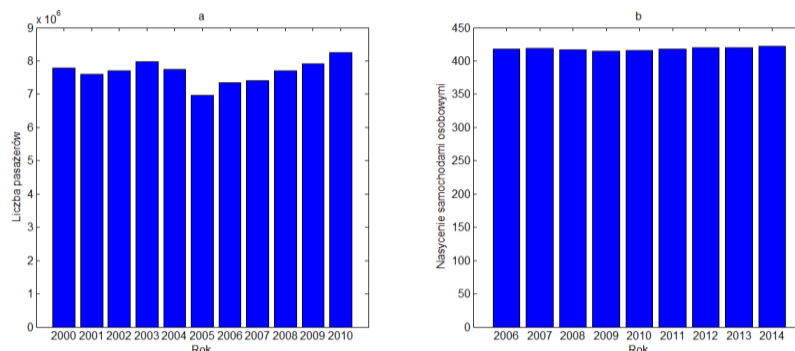 a
x 10⁶
9
8
7
6
5
4
3
2
1
0
Liczba pasażerów
2000 2001 2002 2003 2004 2005 2006 2007 2008 2009 2010
Rok
b
450
400
350
300
250
200
150
100
50
0
Nasycenie samochodami osobowymi
2006 2007 2008 2009 2010 2011 2012 2013 2014
Rok